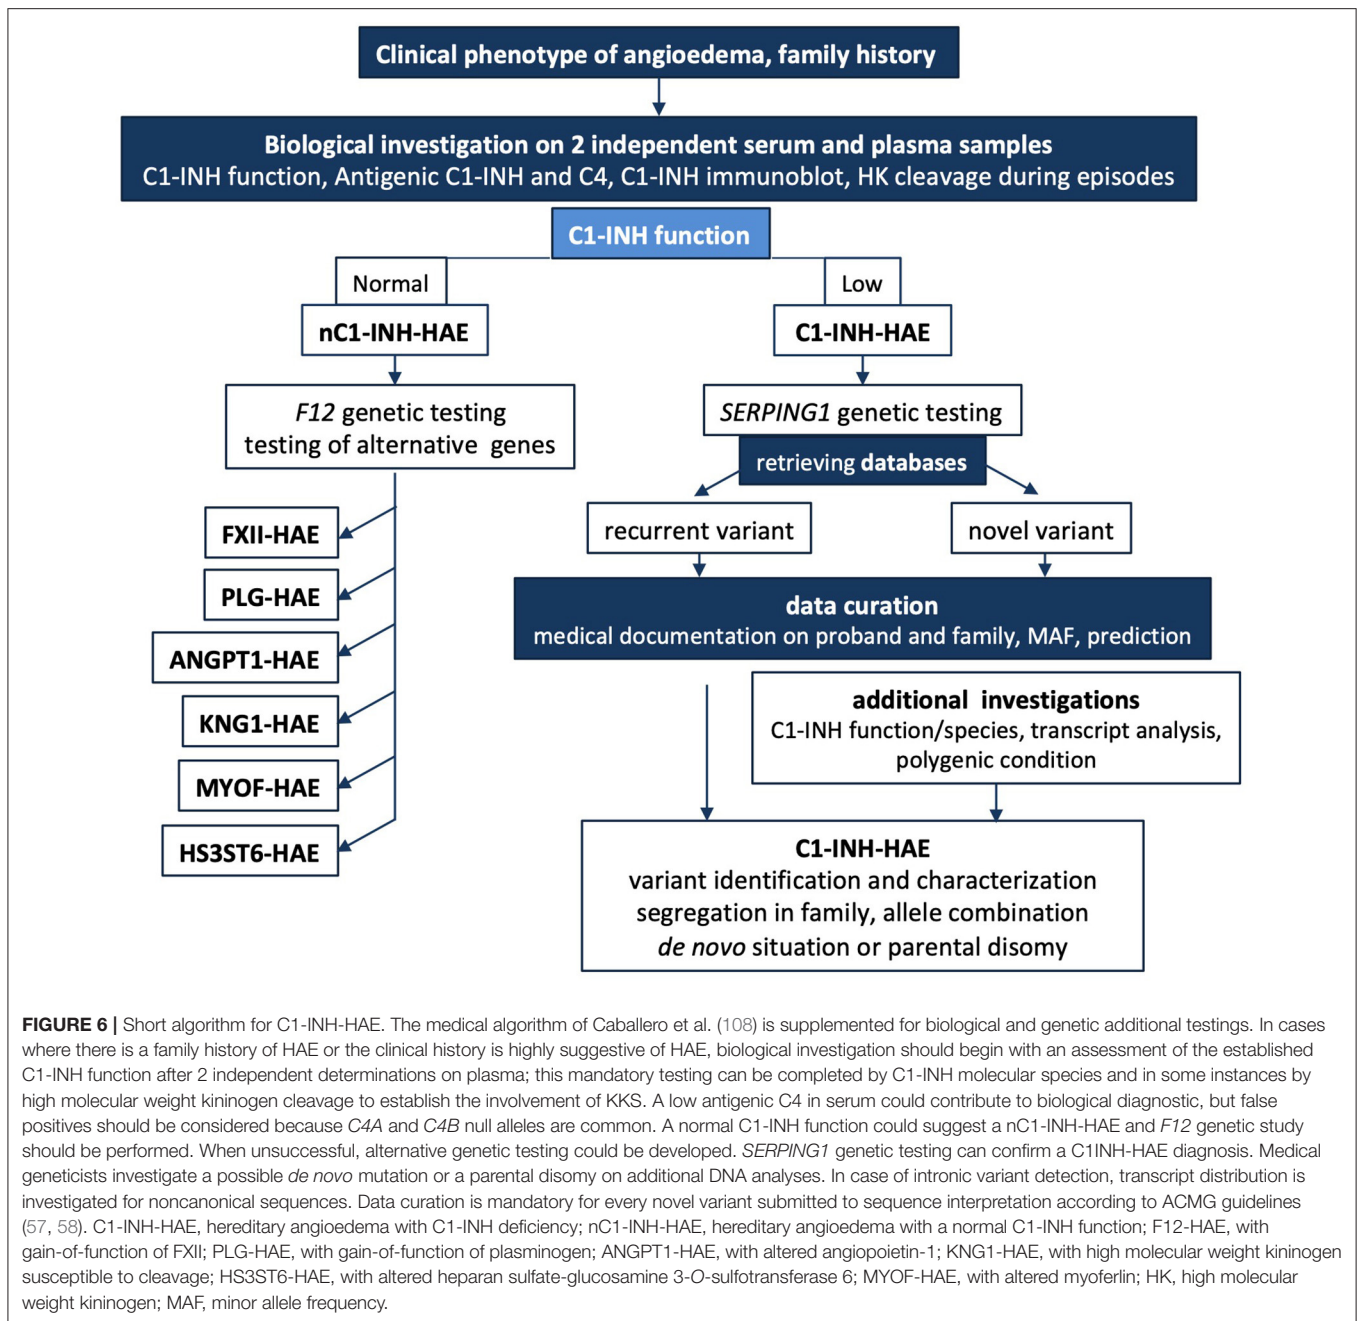 Clinical phenotype of angioedema, family history
Biological investigation on 2 independent serum and plasma samples
C1-INH function, Antigenic C1-INH and C4, C1-INH immunoblot, HK cleavage during episodes
C1-INH function
Normal
Low
nC1-INH-HAE
C1-INH-HAE
F12 genetic testing
testing of alternative genes
SERPING1 genetic testing
retrieving databases
recurrent variant
novel variant
FXII-HAE
PLG-HAE
ANGPT1-HAE
KNG1-HAE
MYOF-HAE
HS3ST6-HAE
data curation
medical documentation on proband and family, MAF, prediction
additional investigations
C1-INH function/species, transcript analysis,
polygenic condition
C1-INH-HAE
variant identification and characterization
segregation in family, allele combination
de novo situation or parental disomy
FIGURE 6 | Short algorithm for C1-INH-HAE. The medical algorithm of Caballero et al. (108) is supplemented for biological and genetic additional testings. In cases
where there is a family history of HAE or the clinical history is highly suggestive of HAE, biological investigation should begin with an assessment of the established
C1-INH function after 2 independent determinations on plasma; this mandatory testing can be completed by C1-INH molecular species and in some instances by
high molecular weight kininogen cleavage to establish the involvement of KKS. A low antigenic C4 in serum could contribute to biological diagnostic, but false
positives should be considered because C4A and C4B null alleles are common. A normal C1-INH function could suggest a nC1-INH-HAE and F12 genetic study
should be performed. When unsuccessful, alternative genetic testing could be developed. SERPING1 genetic testing can confirm a C1INH-HAE diagnosis. Medical
geneticists investigate a possible de novo mutation or a parental disomy on additional DNA analyses. In case of intronic variant detection, transcript distribution is
investigated for noncanonical sequences. Data curation is mandatory for every novel variant submitted to sequence interpretation according to ACMG guidelines
(57, 58). C1-INH-HAE, hereditary angioedema with C1-INH deficiency; nC1-INH-HAE, hereditary angioedema with a normal C1-INH function; F12-HAE, with
gain-of-function of FXII; PLG-HAE, with gain-of-function of plasminogen; ANGPT1-HAE, with altered angiopoietin-1; KNG1-HAE, with high molecular weight kininogen
susceptible to cleavage; HS3ST6-HAE, with altered heparan sulfate-glucosamine 3-O-sulfotransferase 6; MYOF-HAE, with altered myoferlin; HK, high molecular
weight kininogen; MAF, minor allele frequency.